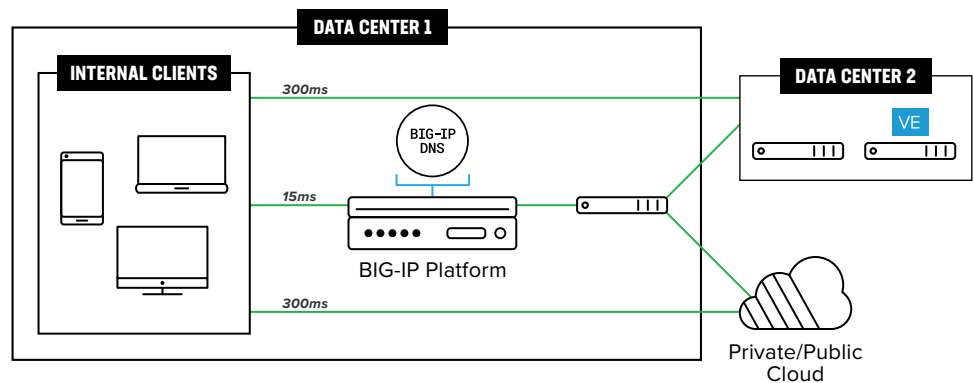 DATA CENTER 1
INTERNAL CLIENTS
DATA CENTER 2
300ms
BIG-IP
DNS
VE
15ms
BIG-IP Platform
300ms
Private/Public
Cloud